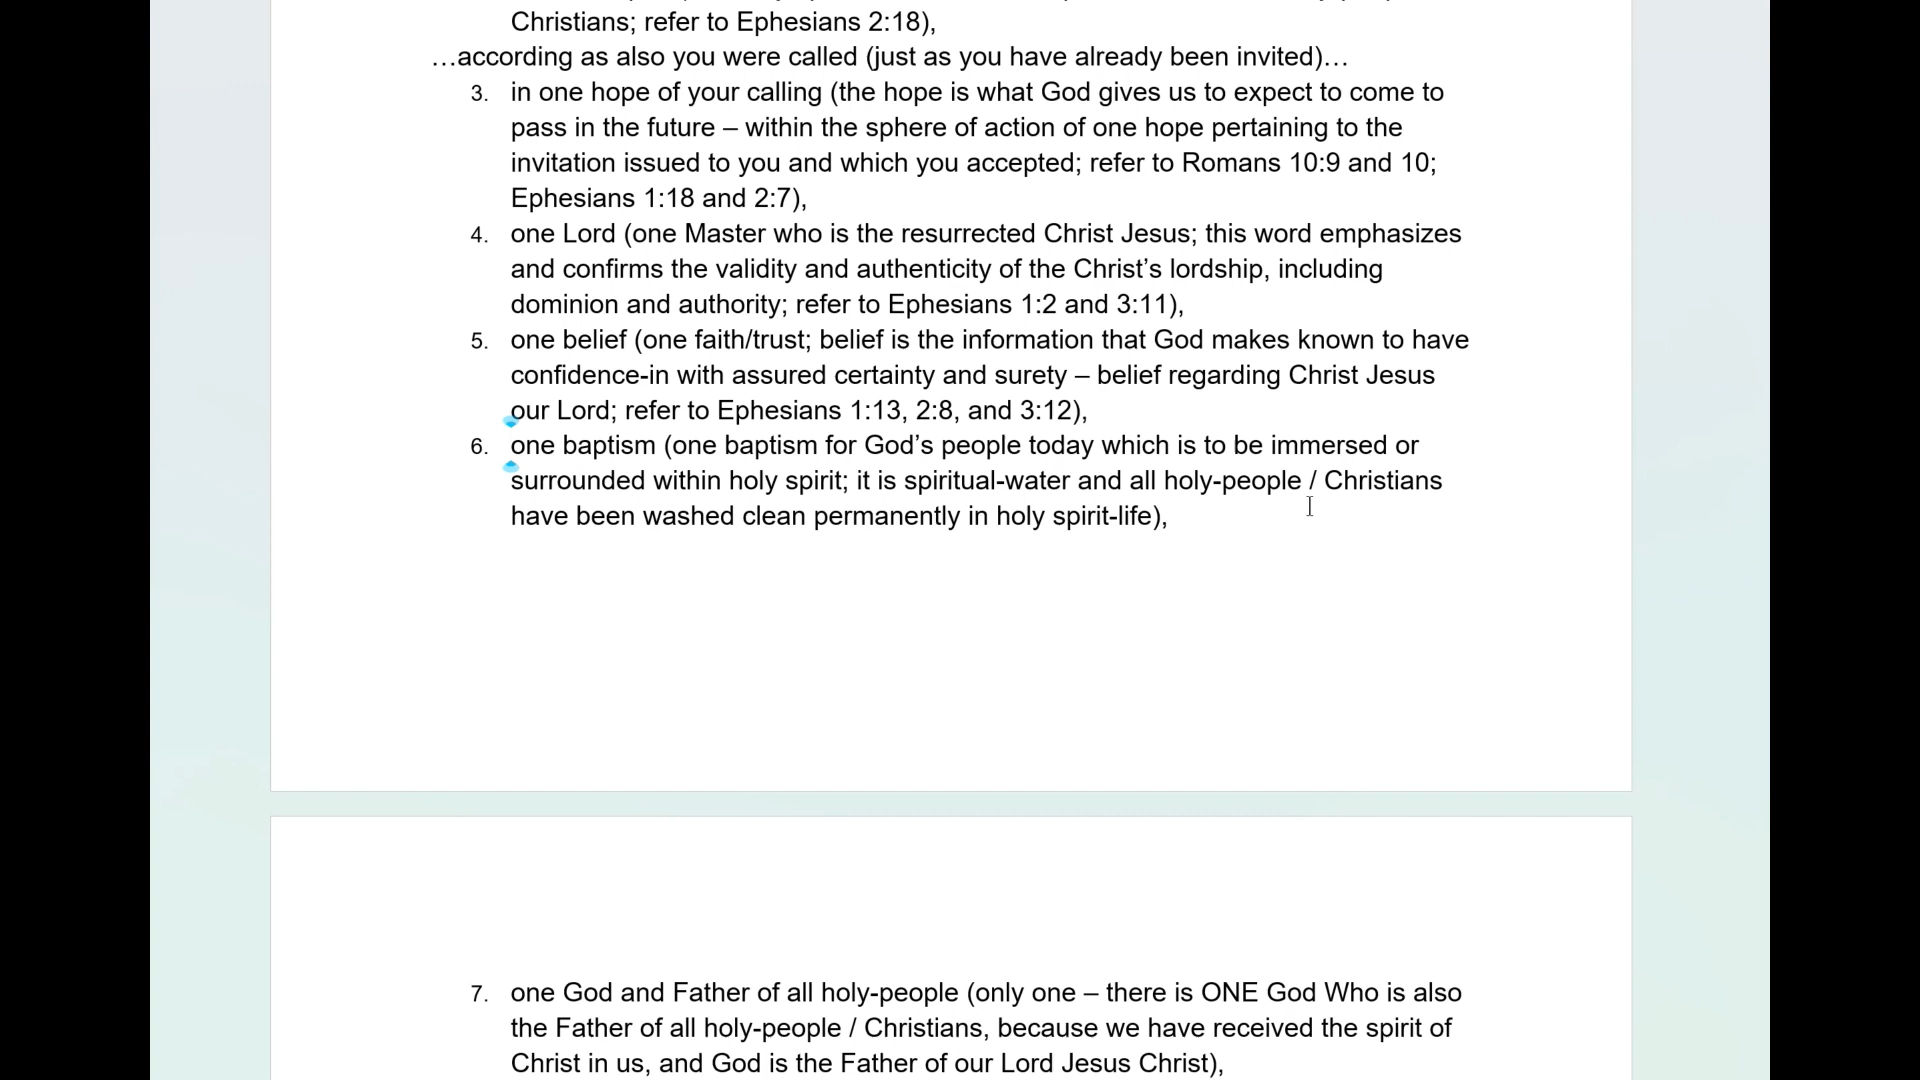 Christians; refer to Ephesians 2:18),
…according as also you were called (just as you have already been invited)…
3. in one hope of your calling (the hope is what God gives us to expect to come to
pass in the future – within the sphere of action of one hope pertaining to the
invitation issued to you and which you accepted; refer to Romans 10:9 and 10;
Ephesians 1:18 and 2:7),
4. one Lord (one Master who is the resurrected Christ Jesus; this word emphasizes
and confirms the validity and authenticity of the Christ’s lordship, including
dominion and authority; refer to Ephesians 1:2 and 3:11),
5. one belief (one faith/trust; belief is the information that God makes known to have
confidence-in with assured certainty and surety – belief regarding Christ Jesus
our Lord; refer to Ephesians 1:13, 2:8, and 3:12),
6. one baptism (one baptism for God’s people today which is to be immersed or
surrounded within holy spirit; it is spiritual-water and all holy-people / Christians
have been washed clean permanently in holy spirit-life),
7. one God and Father of all holy-people (only one – there is ONE God Who is also
the Father of all holy-people / Christians, because we have received the spirit of
Christ in us, and God is the Father of our Lord Jesus Christ),